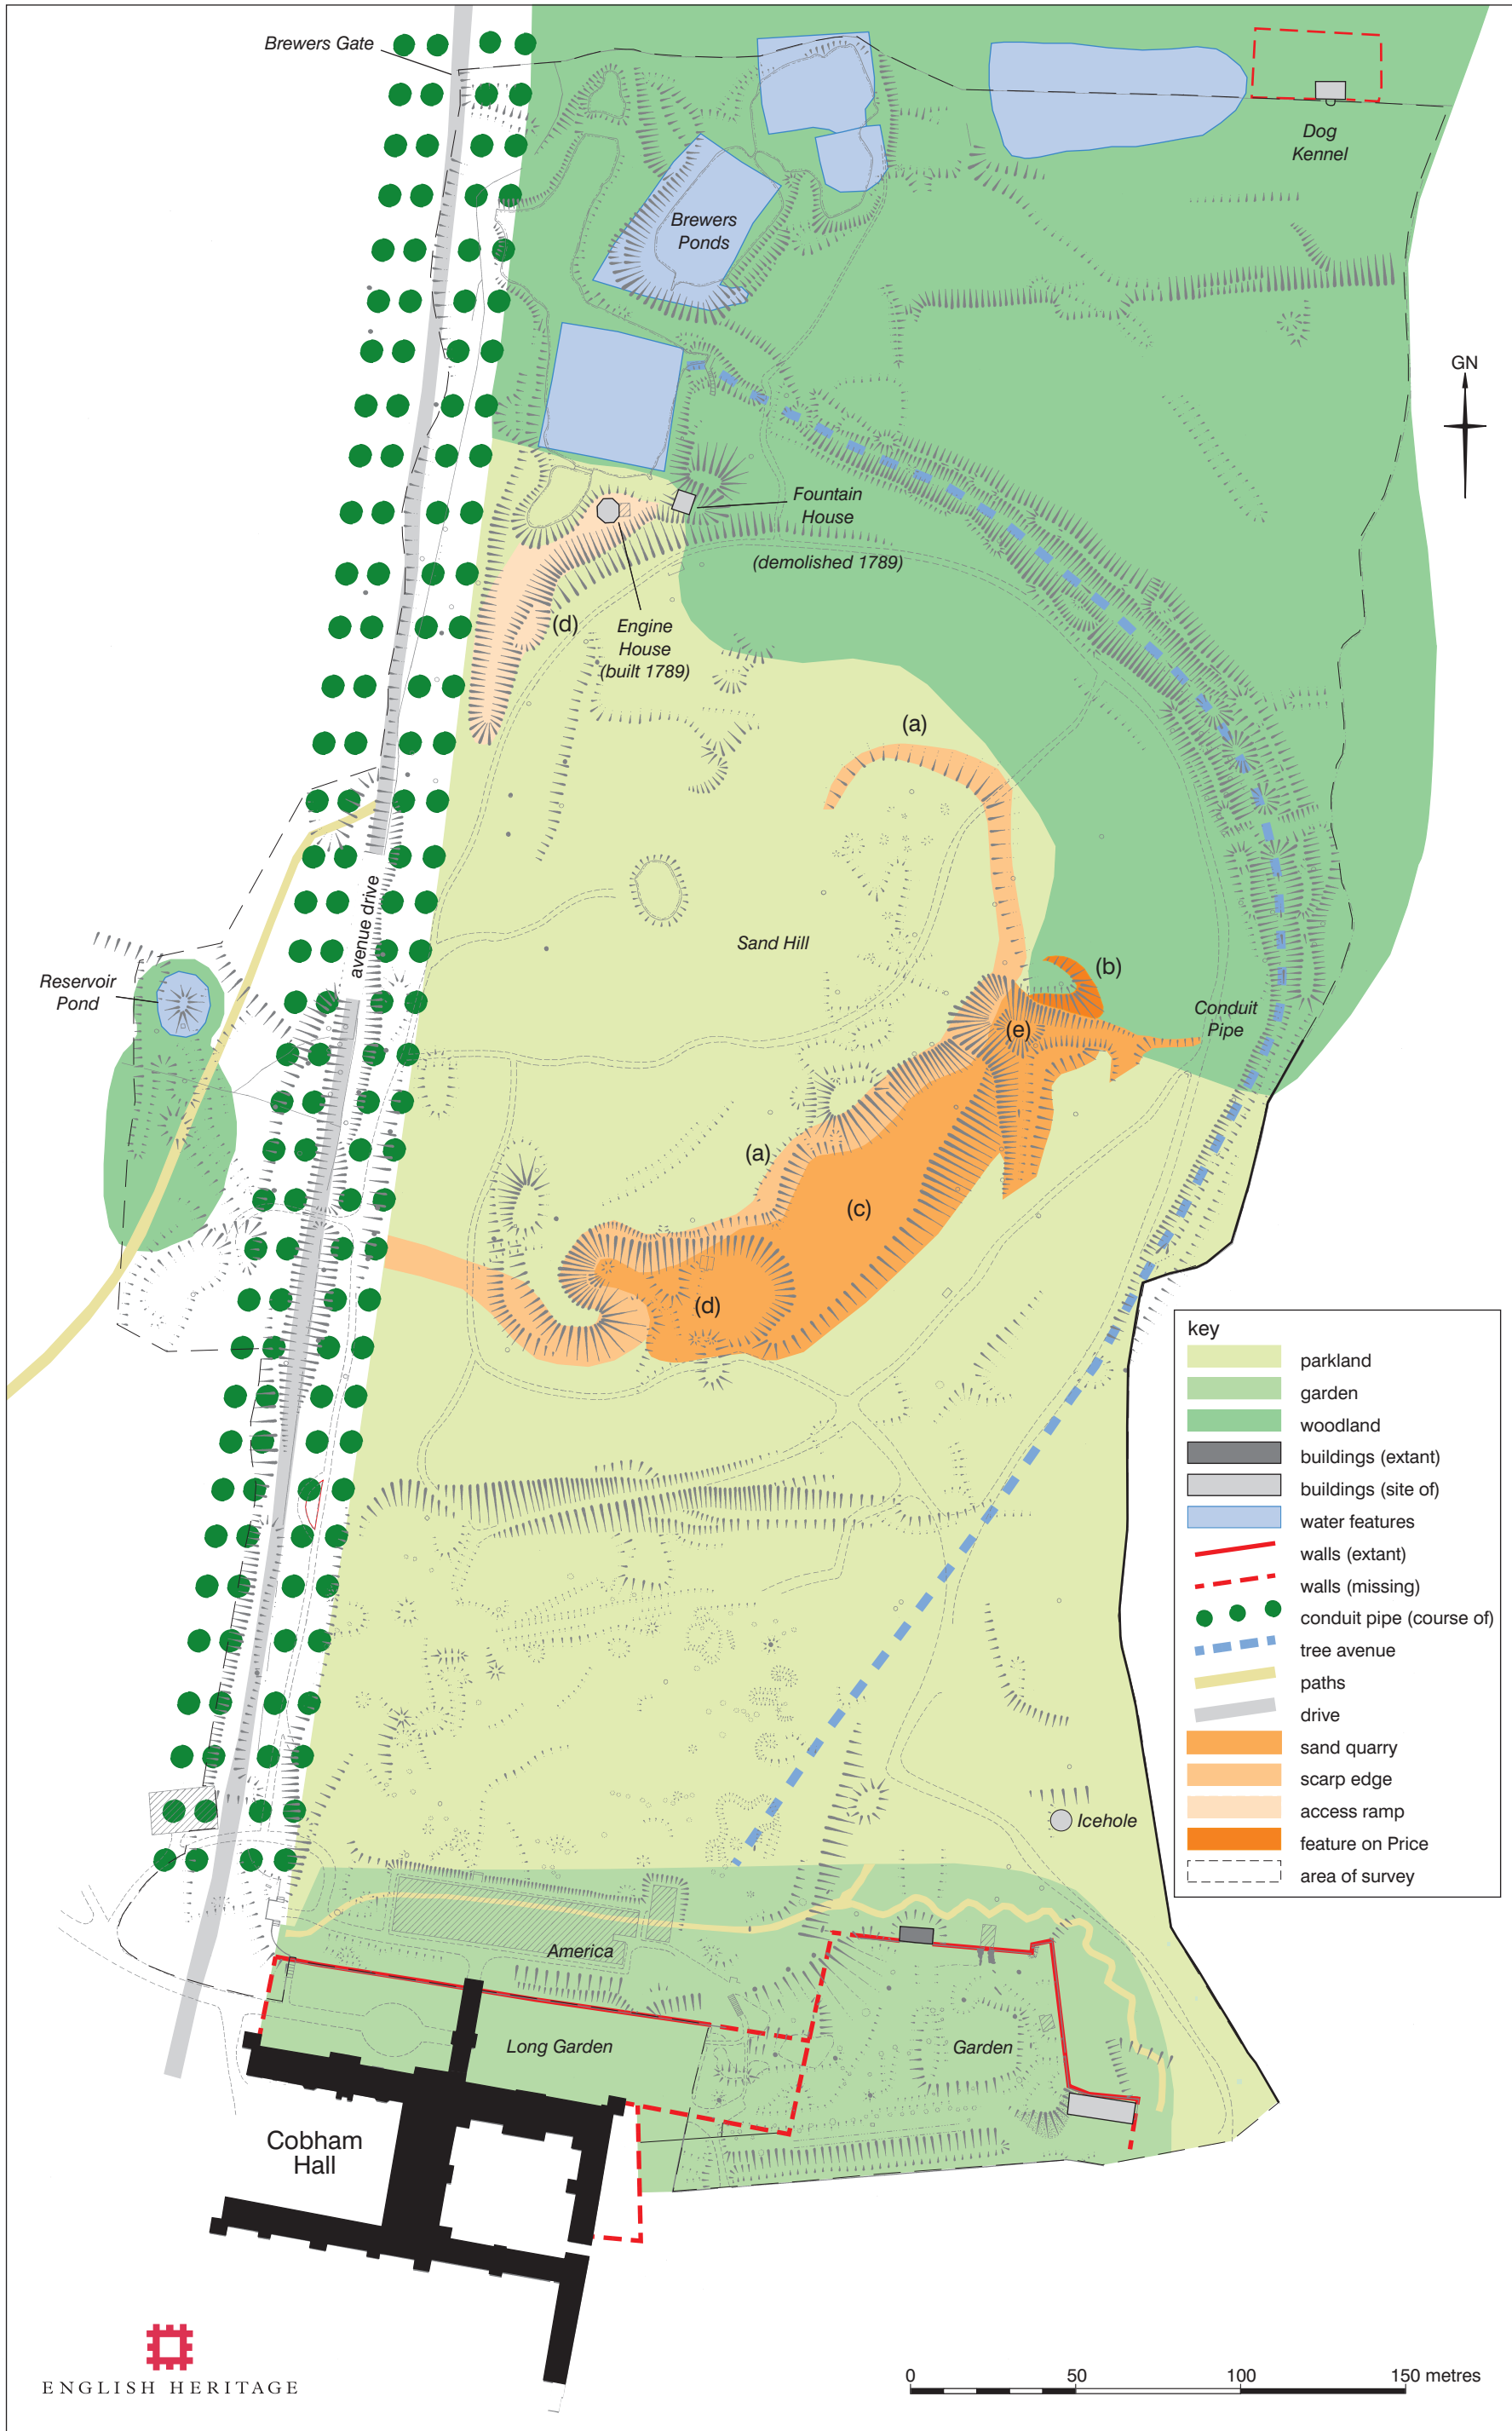 Brewers Gate
Dog
Kennel
Brewers
Ponds
GN
Fountain
House
(demolished 1789)
(d)
Engine
House
(built 1789)
(a)
avenue drive
Sand Hill
(b)
Reservoir
Pond
Conduit
Pipe
(e)
(a)
(c)
(d)
key
parkland
garden
woodland
buildings (extant)
buildings (site of)
water features
walls (extant)
walls (missing)
conduit pipe (course of)
tree avenue
paths
drive
sand quarry
scarp edge
access ramp
feature on Price
area of survey
Icehole
America
Long Garden
Garden
Cobham
Hall
ENGLISH HERITAGE
0 50 100 150 metres